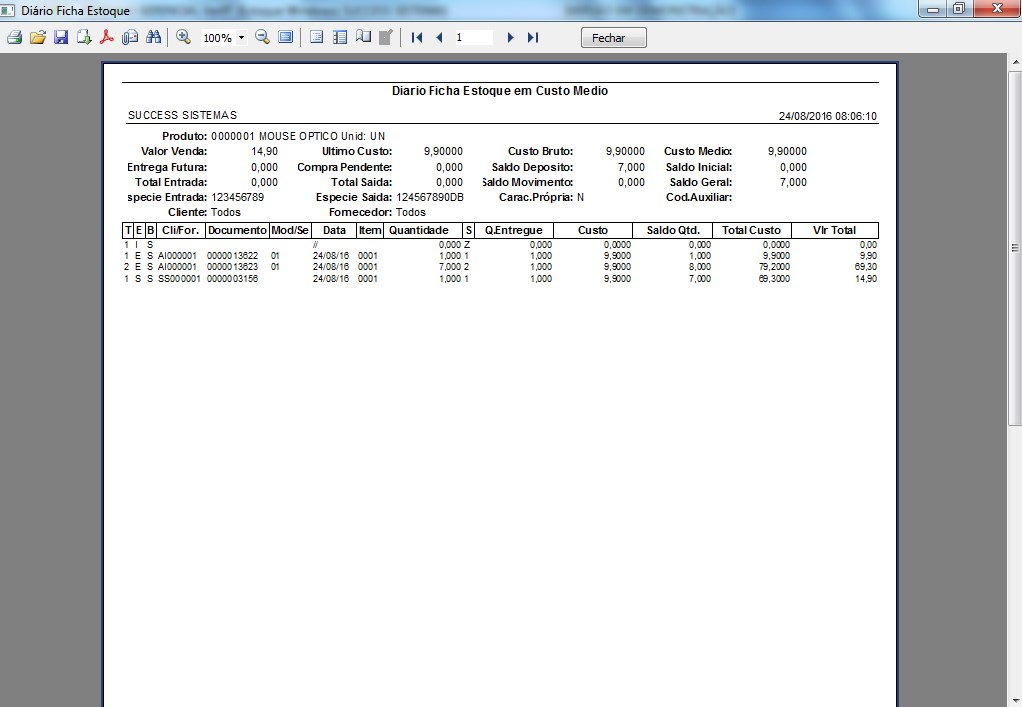 Diário Ficha Estoque
100%
1
Fechar
Diario Ficha Estoque em Custo Medio
SUCCESS SISTEMAS 24/08/2016 08:06:10
Produto: 0000001 MOUSE OPTICO Unid: UN
Valor Venda: 14,90 Ultimo Custo: 9,90000 Custo Bruto: 9,90000 Custo Medio: 9,90000
Entrega Futura: 0,000 Compra Pendente: 0,000 Saldo Deposito: 7,000 Saldo Inicial: 0,000
Total Entrada: 0,000 Total Saida: 0,000 Saldo Movimento: 0,000 Saldo Geral: 7,000
specie Entrada: 123456789 Especie Saida: 124567890DB Carac.Própria: N Cod.Auxiliar:
Cliente: Todos Fornecedor: Todos
T E B Cli/For. Documento Mod/Se Data Item Quantidade S Q.Entregue Custo Saldo Qtd. Total Custo Vlr Total
1 I S // 0,000 Z 0,000 0,0000 0,000 0,0000 0,00
1 E S AI000001 0000013622 01 24/08/16 0001 1,000 1 1,000 9,9000 1,000 9,9000 9,90
2 E S AI000001 0000013623 01 24/08/16 0001 7,000 2 1,000 9,9000 8,000 79,2000 69,30
1 S S SS000001 0000003156 24/08/16 0001 1,000 1 1,000 9,9000 7,000 69,3000 14,90